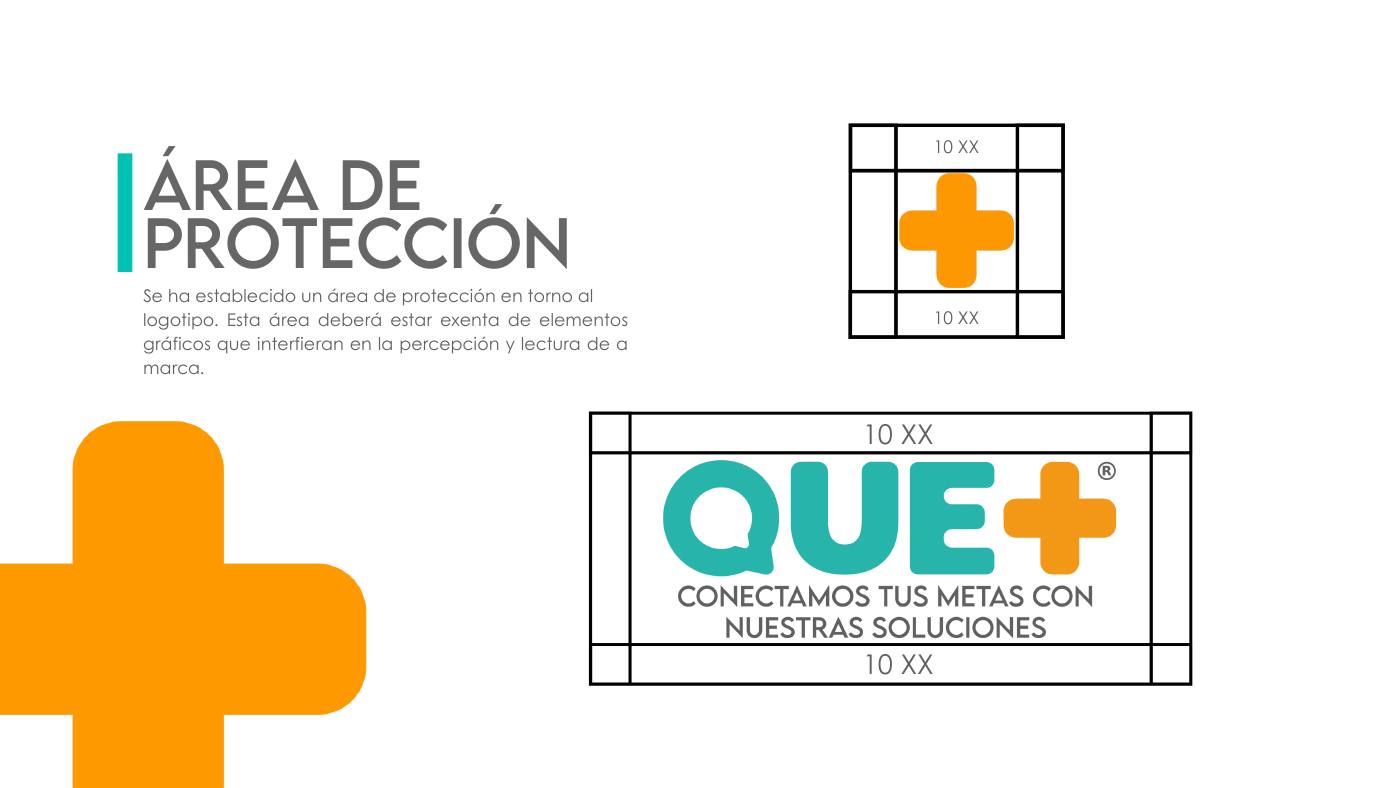 ÁREA DE
PROTECCIÓN
Se ha establecido un área de protección en torno al
logotipo. Esta área deberá estar exenta de elementos
gráficos que interfieran en la percepción y lectura de a
marca.
10 XX
10 XX
10 XX
QUE+®
CONECTAMOS TUS METAS CON
NUESTRAS SOLUCIONES
10 XX